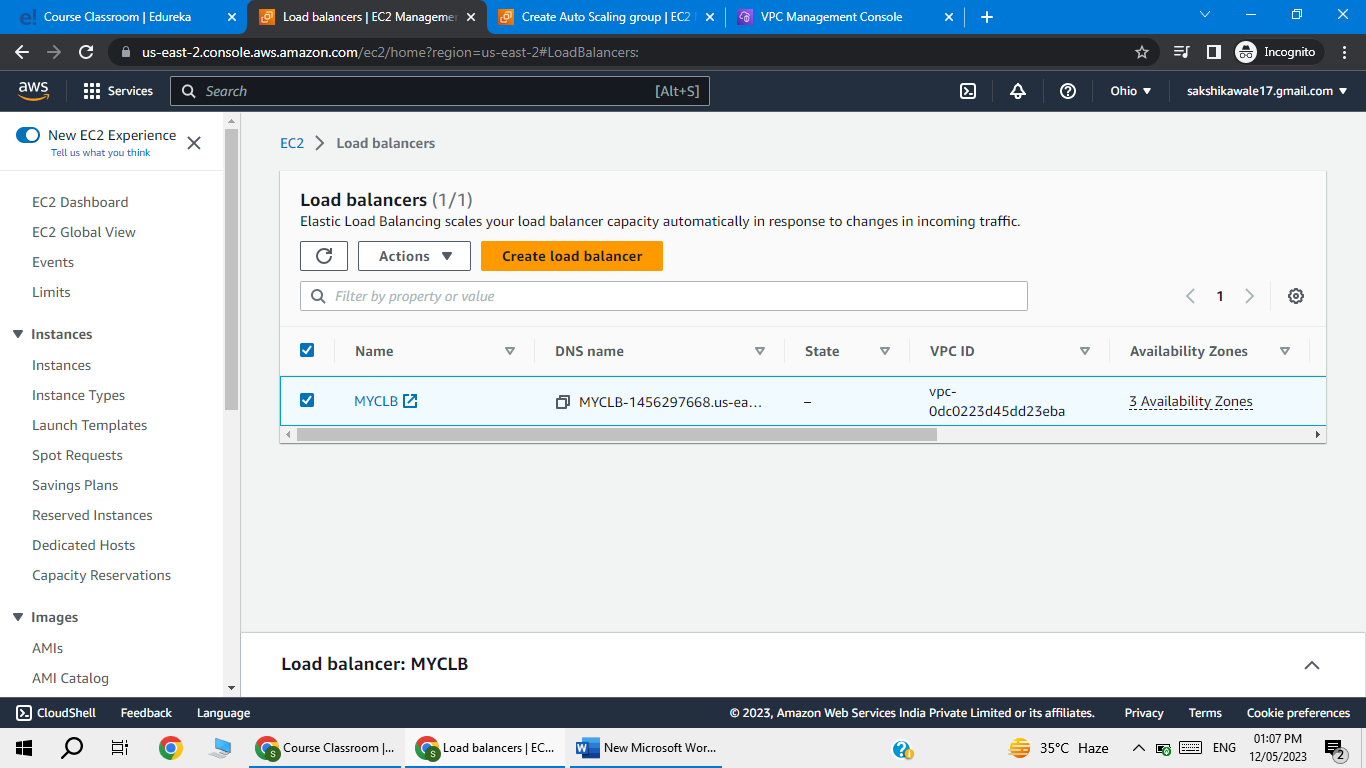 Course Classroom | Edureka
Load balancers | EC2 Managemen
Create Auto Scaling group | EC2 
VPC Management Console
us-east-2.console.aws.amazon.com/ec2/home?region=us-east-2#LoadBalancers:
Incognito
aws
Services
Search
[Alt+S]
Ohio
sakshikawale17.gmail.com
New EC2 Experience
Tell us what you think
EC2 Dashboard
EC2 Global View
Events
Limits
Instances
Instances
Instance Types
Launch Templates
Spot Requests
Savings Plans
Reserved Instances
Dedicated Hosts
Capacity Reservations
Images
AMIs
AMI Catalog
EC2 > Load balancers
Load balancers (1/1)
Elastic Load Balancing scales your load balancer capacity automatically in response to changes in incoming traffic.
Actions
Create load balancer
Filter by property or value
1
Name
DNS name
State
VPC ID
Availability Zones
MYCLB
MYCLB-1456297668.us-ea...
–
vpc-
0dc0223d45dd23eba
3 Availability Zones
Load balancer: MYCLB
CloudShell
Feedback
Language
© 2023, Amazon Web Services India Private Limited or its affiliates.
Privacy
Terms
Cookie preferences
Course Classroom |...
Load balancers | EC...
New Microsoft Wor...
35°C Haze
ENG
01:07 PM
12/05/2023
2